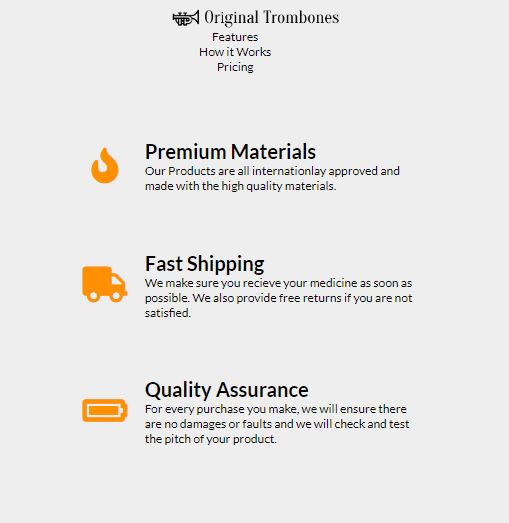 Original Trombones
Features
How it Works
Pricing
Premium Materials
Our Products are all internationlay approved and
made with the high quality materials.
Fast Shipping
We make sure you recieve your medicine as soon as
possible. We also provide free returns if you are not
satisfied.
Quality Assurance
For every purchase you make, we will ensure there
are no damages or faults and we will check and test
the pitch of your product.